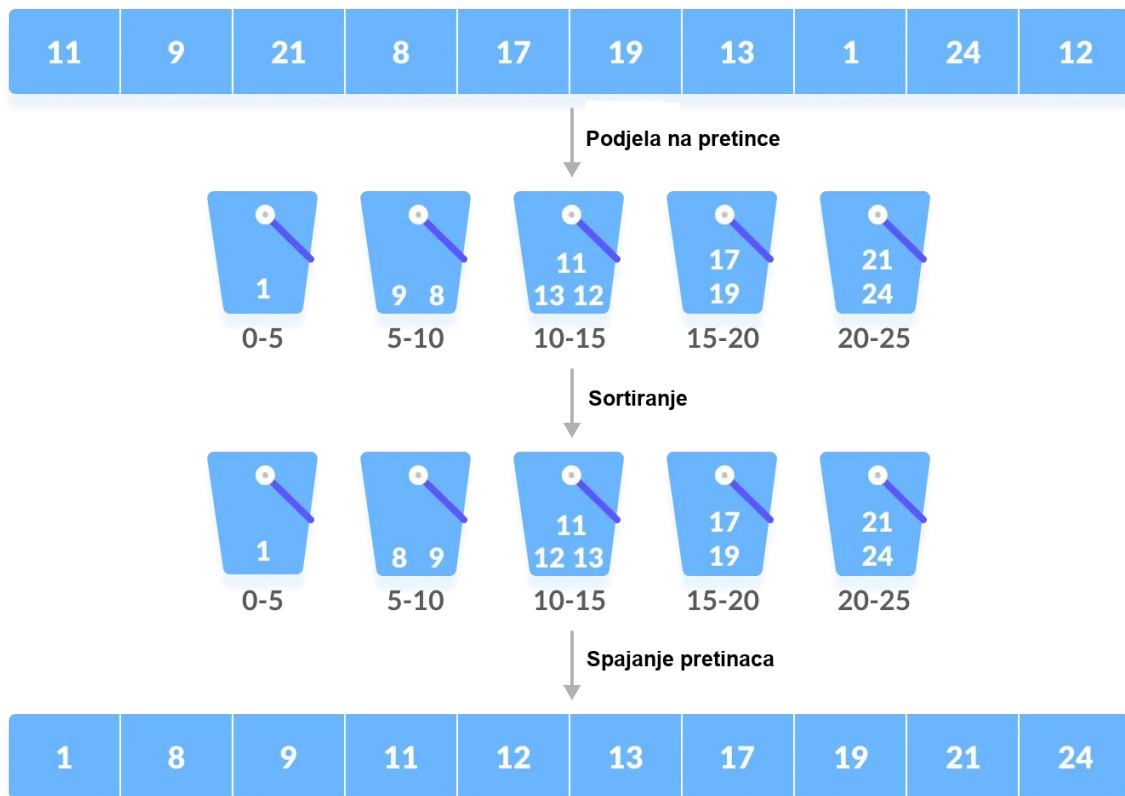 11 9 21 8 17 19 13 1 24 12
Podjela na pretince
11 17 21
1 9 8 13 12 19 24
0-5 5-10 10-15 15-20 20-25
Sortiranje
11 17 21
1 8 9 12 13 19 24
0-5 5-10 10-15 15-20 20-25
Spajanje pretinaca
1 8 9 11 12 13 17 19 21 24